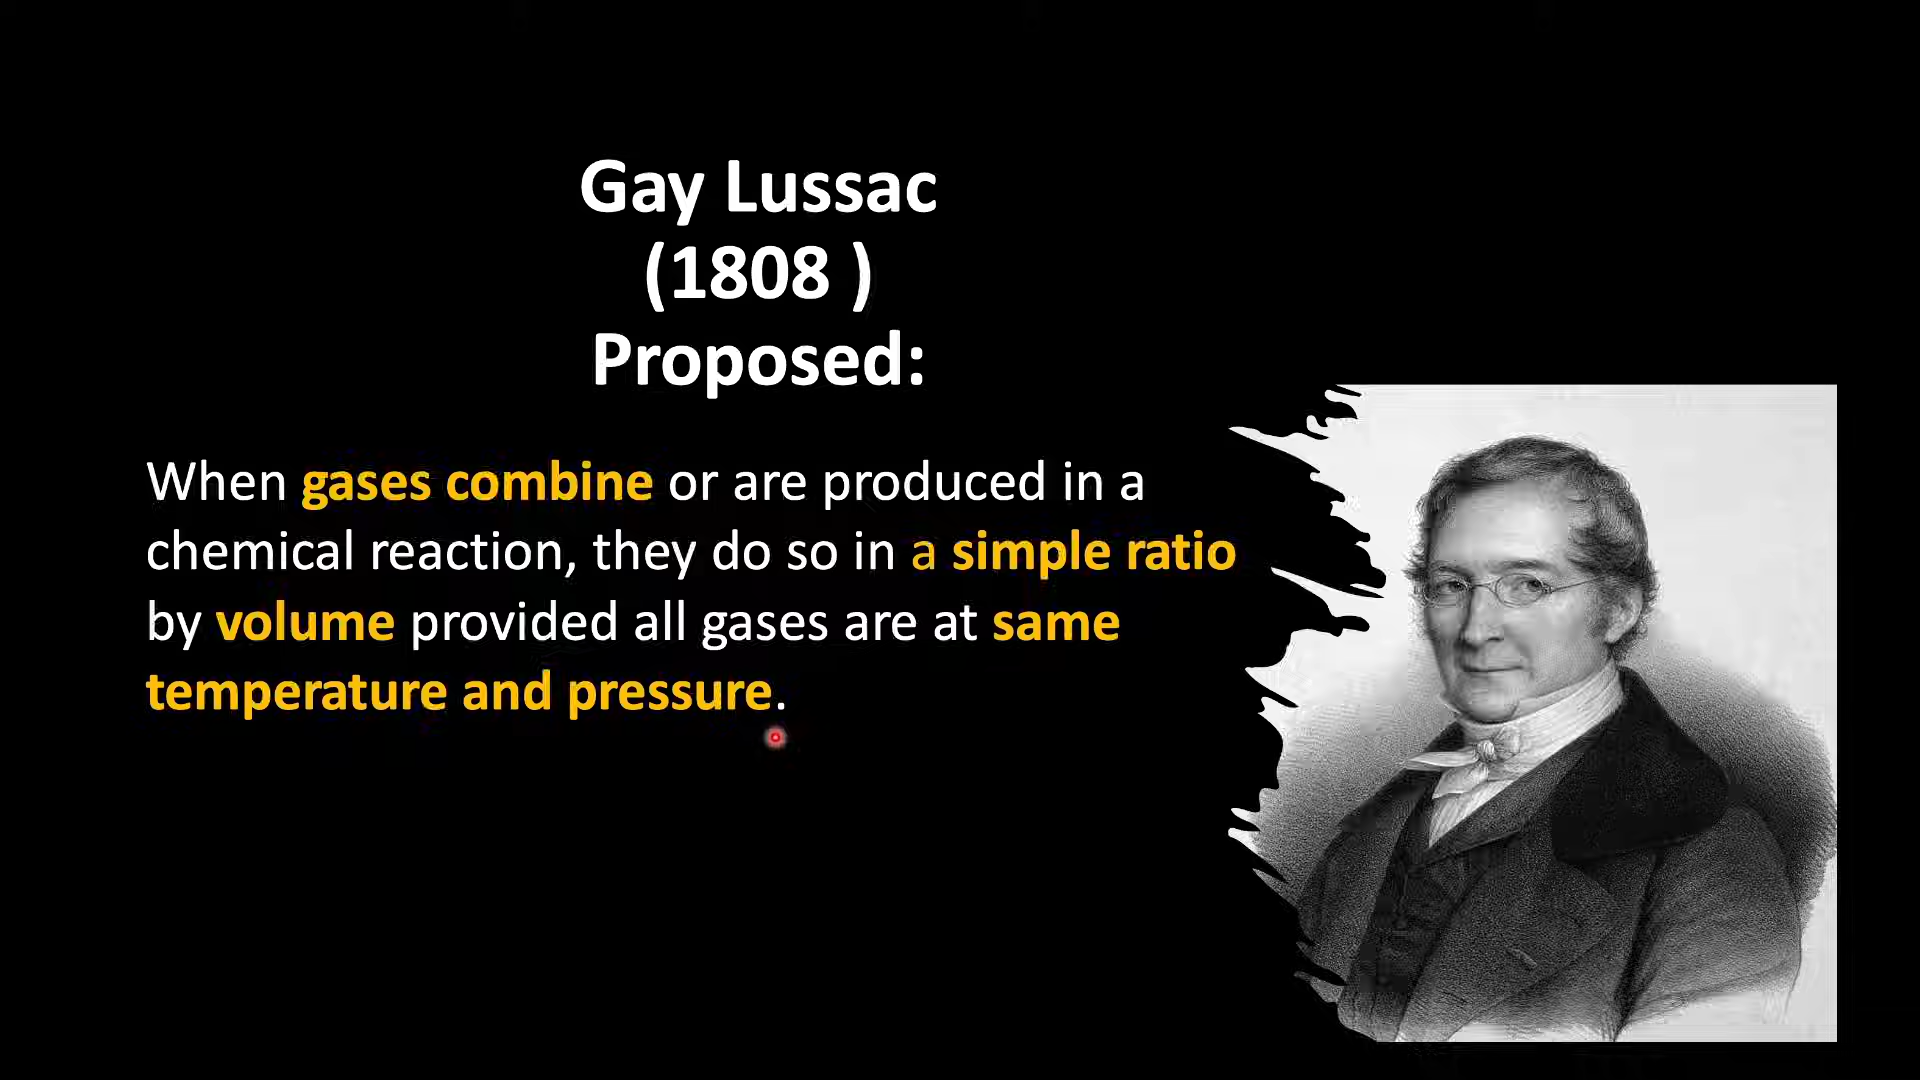 Gay Lussac
(1808 )
Proposed:
When gases combine or are produced in a
chemical reaction, they do so in a simple ratio
by volume provided all gases are at same
temperature and pressure.